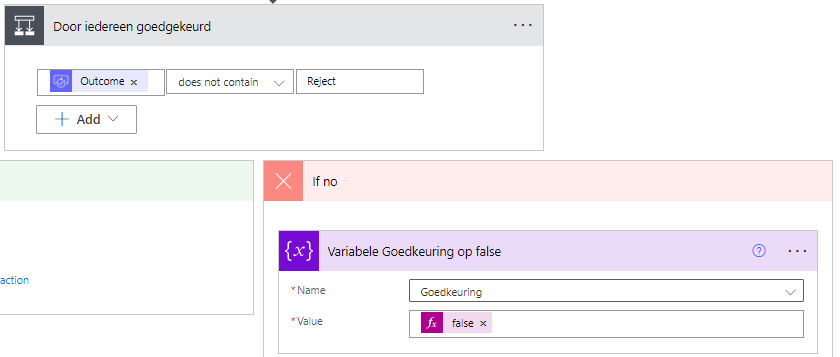 Door iedereen goedgekeurd ...
Outcome × does not contain Reject
+ Add
If no
{x} Variabele Goedkeuring op false ? ...
action
*Name Goedkeuring
*Value fx false ×